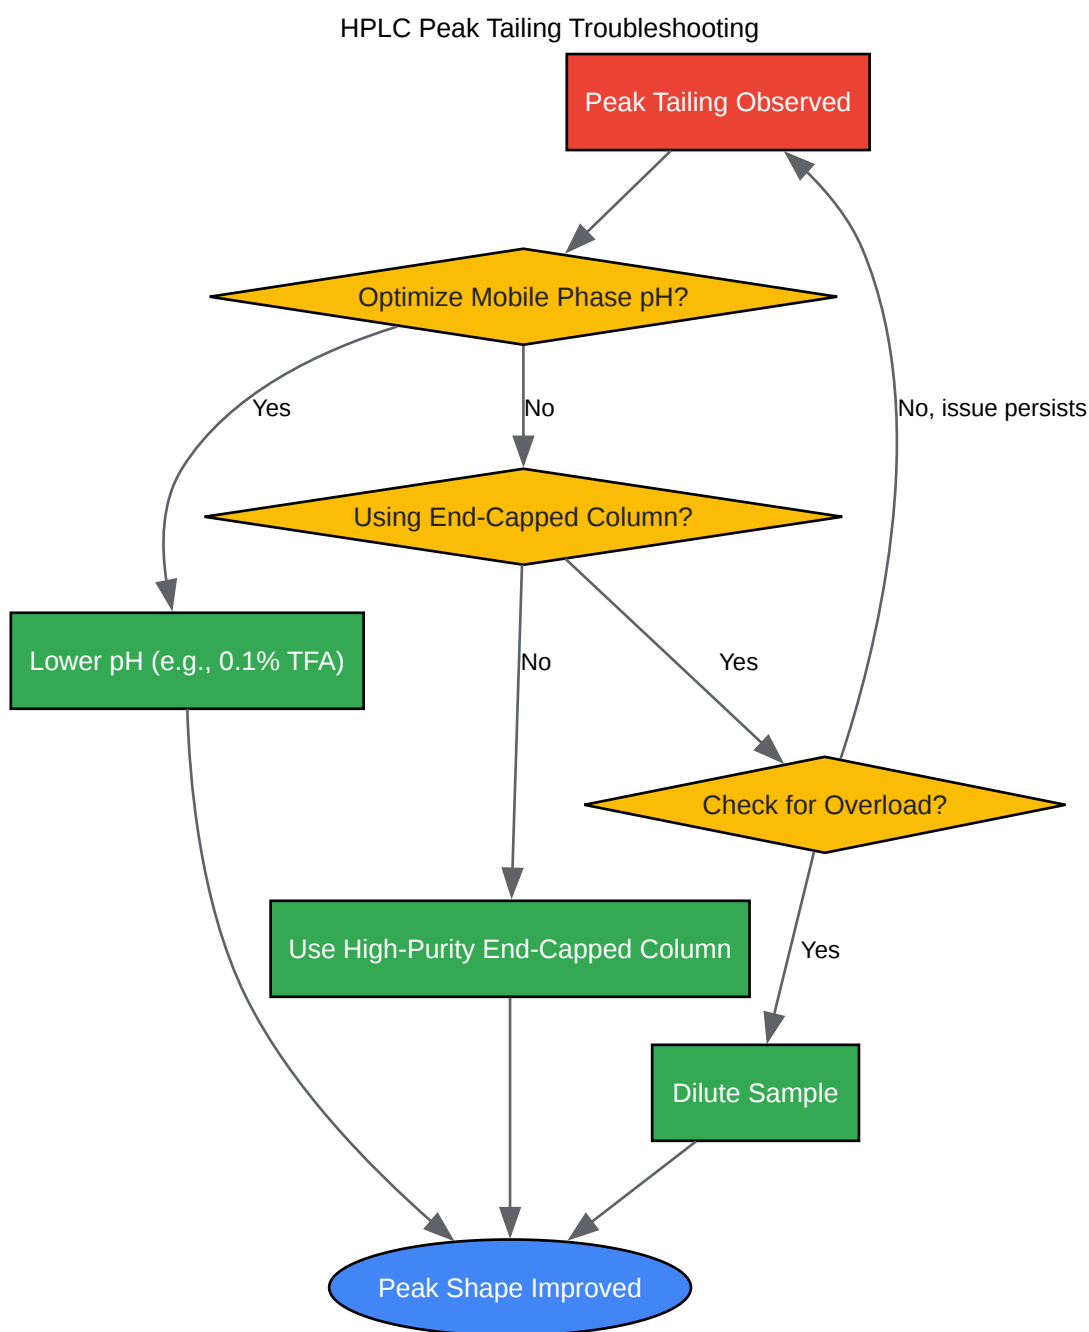 HPLC Peak Tailing Troubleshooting
Peak Tailing Observed
Optimize Mobile Phase pH?
Yes
No
No, issue persists
Using End-Capped Column?
Lower pH (e.g., 0.1% TFA)
No
Yes
Check for Overload?
Use High-Purity End-Capped Column
Yes
Dilute Sample
Peak Shape Improved